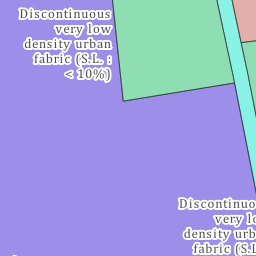 Discontinuous
very low
density urban
fabric (S.L. :
< 10%)
Discontinuo
very lo
density urb
fabric (S.L